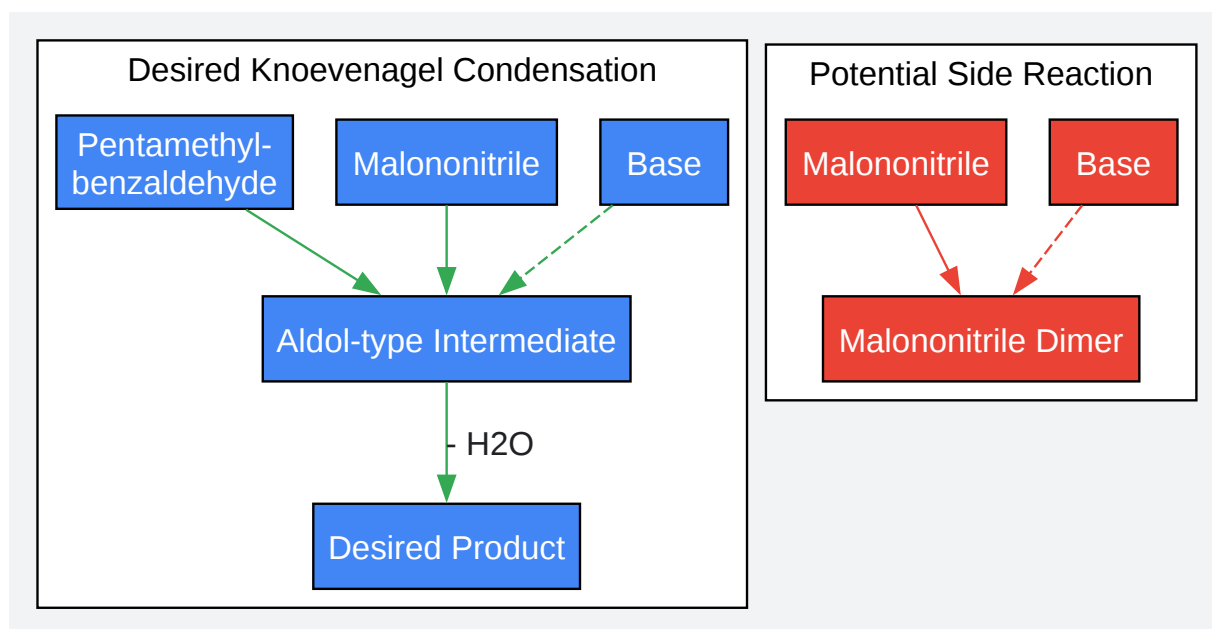 Desired Knoevenagel Condensation
Pentamethyl-
benzaldehyde
Malononitrile
Base
Aldol-type Intermediate
- H2O
Desired Product
Potential Side Reaction
Malononitrile
Base
Malononitrile Dimer